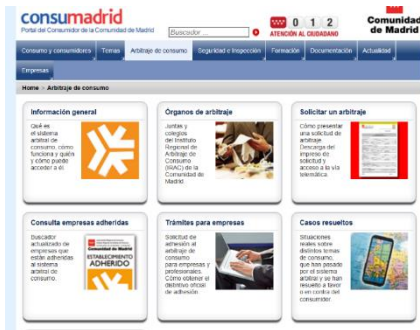 consumadrid
Portal del Consumidor de la Comunidad de Madrid
Buscador ...
0 1 2
ATENCIÓN AL CIUDADANO
Comunidad
de Madrid
Consumo y consumidores
Temas
Arbitraje de consumo
Seguridad e Inspección
Formación
Documentación
Actualidad
Empresas
Home > Arbitraje de consumo
Información general
Qué es
el sistema
arbitral de
consumo, cómo
funciona y quién
y cómo puede
acceder a él
Órganos de arbitraje
Juntas y
colegios
del Instituto
Regional de
Arbitraje de
Consumo
(IRAC) de la
Comunidad de
Madrid
Solicitar un arbitraje
Cómo presentar
una solicitud de
arbitraje.
Descarga del
impreso de
solicitud y
acceso a la vía
telemática
Consulta empresas adheridas
Buscador
actualizado de
empresas que
están adheridas
al sistema
arbitral de
consumo.
Comunidad de Madrid
ESTABLECIMIENTO
ADHERIDO
Trámites para empresas
Solicitud de
adhesión al
arbitraje de
consumo
para empresas y
profesionales.
Cómo obtener el
distintivo oficial
de adhesión.
Casos resueltos
Situaciones
reales sobre
distintos temas
de consumo,
que han pasado
por el sistema
arbitral y se han
resuelto a favor
o en contra del
consumidor